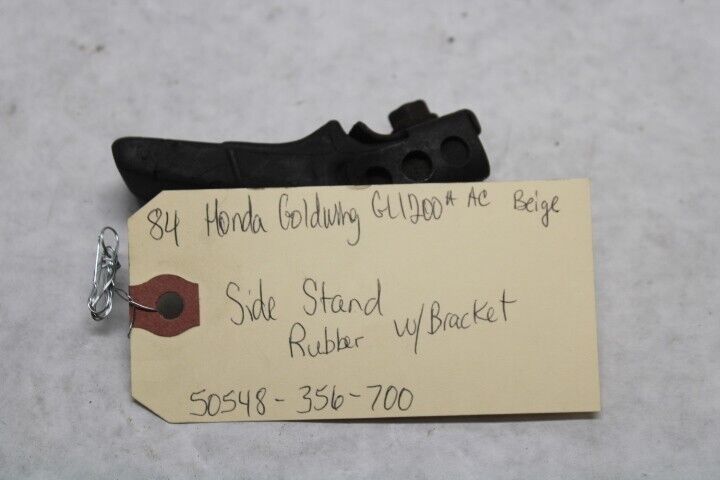 84 Honda Goldwing GL1200A AC Beige
Side Stand
Rubber w/Bracket
50548-356-700